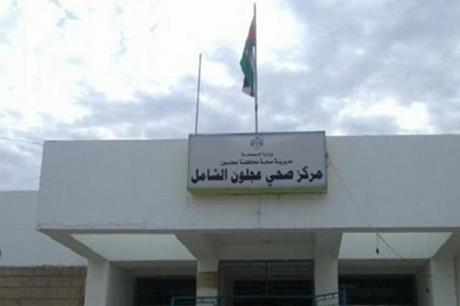 وزارة الصحة
مديرية صحة محافظة عجلون
مركز صحي عجلون الشامل